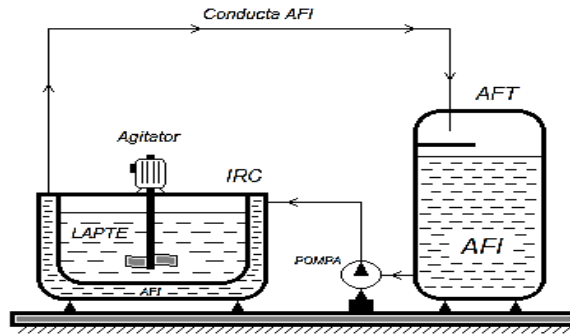 Conducta AFI
AFT
Agitator
IRC
LAPTE
AFI
POMPA
AFI